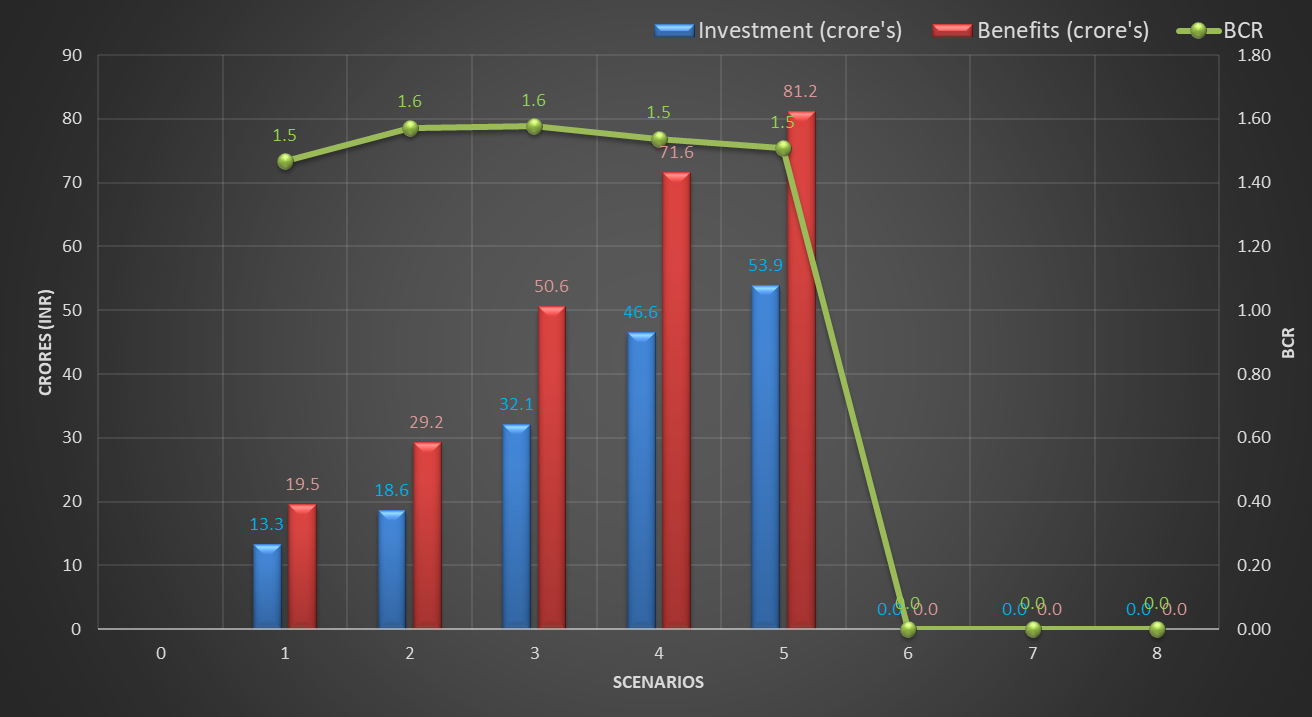 Investment (crore's) Benefits (crore's) BCR
90 1.80
81.2
1.5 1.6 1.6 1.5 1.5
80 1.60
71.6
70 1.40
60 1.20
53.9
50.6
50 1.00
46.6
CRORES (INR)
BCR
40 0.80
32.1
29.2
30 0.60
18.6
19.5
20 0.40
13.3
10 0.20
0.0 0.0 0.0 0.0 0.0 0.0 0.0 0.0 0.0
0 0.00
0 1 2 3 4 5 6 7 8
SCENARIOS